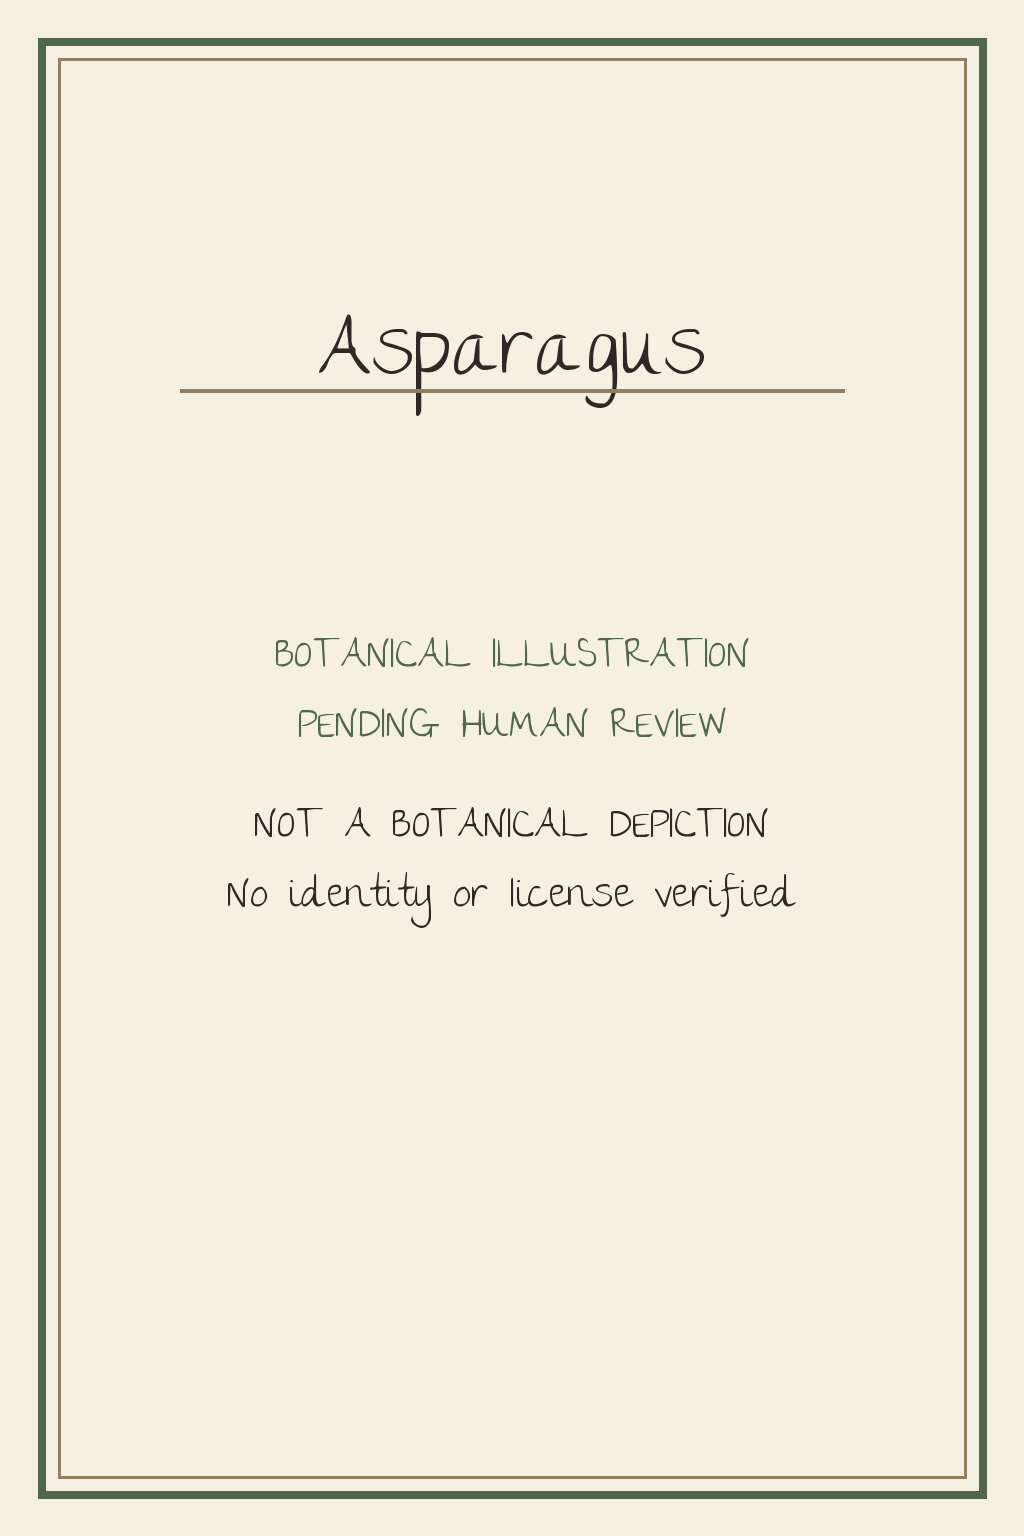 Asparagus
BOTANICAL ILLUSTRATION
PENDING HUMAN REVIEW
NOT A BOTANICAL DEPICTION
No identity or license verified